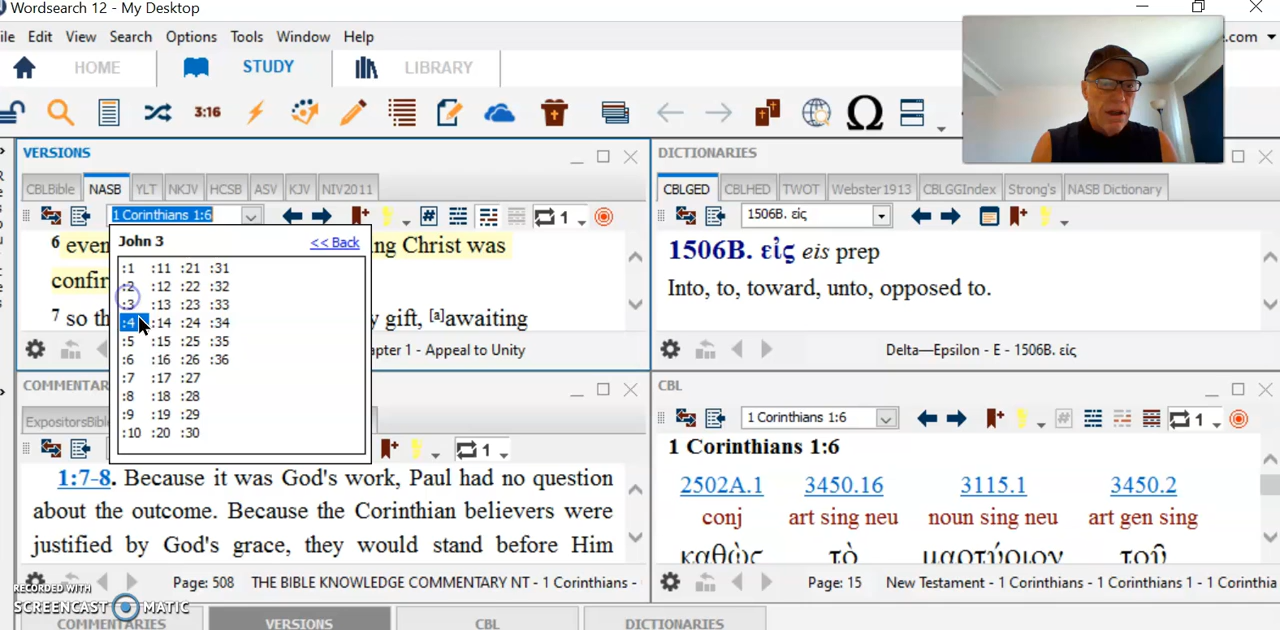 Wordsearch 12 - My Desktop
ile Edit View Search Options Tools Window Help
.com
HOME STUDY LIBRARY
3:16
VERSIONS
CBLBible NASB YLT NKJV HCSB ASV KJV NIV2011
1 Corinthians 1:6
# 1
6 even ing Christ was
confir
7 so th y gift, [a]awaiting
apter 1 - Appeal to Unity
John 3 << Back
:1 :11 :21 :31
:2 :12 :22 :32
:3 :13 :23 :33
:4 :14 :24 :34
:5 :15 :25 :35
:6 :16 :26 :36
:7 :17 :27
:8 :18 :28
:9 :19 :29
:10 :20 :30
DICTIONARIES
CBLGED CBLHED TWOT Webster1913 CBLGGIndex Strong's NASB Dictionary
1506B. εἰς
1506B. εἰς eis prep
Into, to, toward, unto, opposed to.
Delta—Epsilon - E - 1506B. εἰς
COMMENTAR
ExpositorsBibl
1
1:7-8. Because it was God's work, Paul had no question
about the outcome. Because the Corinthian believers were
justified by God's grace, they would stand before Him
Page: 508 THE BIBLE KNOWLEDGE COMMENTARY NT - 1 Corinthians -
CBL
1 Corinthians 1:6
# 1
1 Corinthians 1:6
2502A.1 3450.16 3115.1 3450.2
conj art sing neu noun sing neu art gen sing
καθὼς τὸ μαρτύριον τοῦ
Page: 15 New Testament - 1 Corinthians - 1 Corinthians 1 - 1 Corinthia
RECORDED WITH
SCREENCAST MATIC
COMMENTARIES VERSIONS CBL DICTIONARIES